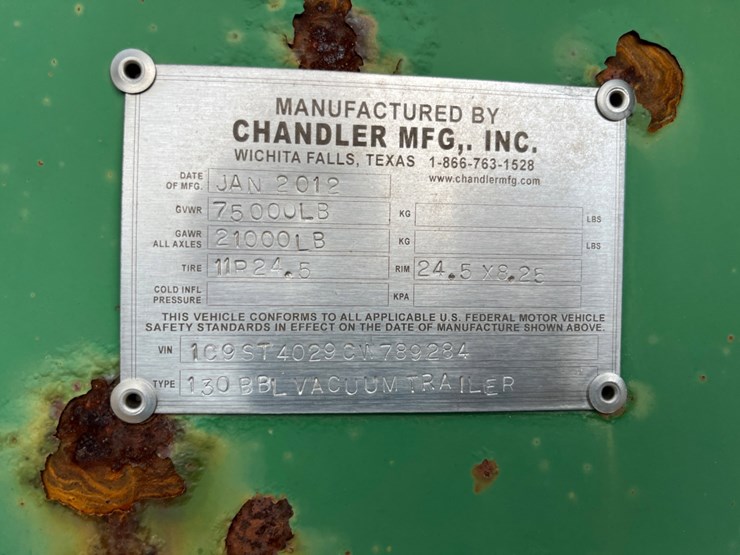 MANUFACTURED BY
CHANDLER MFG,. INC.
WICHITA FALLS, TEXAS 1-866-763-1528
www.chandlermfg.com
DATE OF MFG. JAN 2012
GVWR 75000LB KG LBS
GAWR ALL AXLES 21000LB KG LBS
TIRE 11R24.5 RIM 24.5 X8.25
COLD INFL PRESSURE KPA
THIS VEHICLE CONFORMS TO ALL APPLICABLE U.S. FEDERAL MOTOR VEHICLE
SAFETY STANDARDS IN EFFECT ON THE DATE OF MANUFACTURE SHOWN ABOVE.
VIN 1C9ST4029CW789284
TYPE 130 BBL VACUUM TRAILER